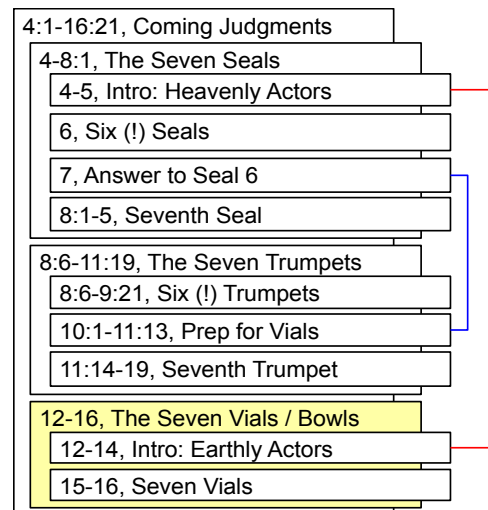 4:1-16:21, Coming Judgments
4-8:1, The Seven Seals
4-5, Intro: Heavenly Actors
6, Six (!) Seals
7, Answer to Seal 6
8:1-5, Seventh Seal
8:6-11:19, The Seven Trumpets
8:6-9:21, Six (!) Trumpets
10:1-11:13, Prep for Vials
11:14-19, Seventh Trumpet
12-16, The Seven Vials / Bowls
12-14, Intro: Earthly Actors
15-16, Seven Vials